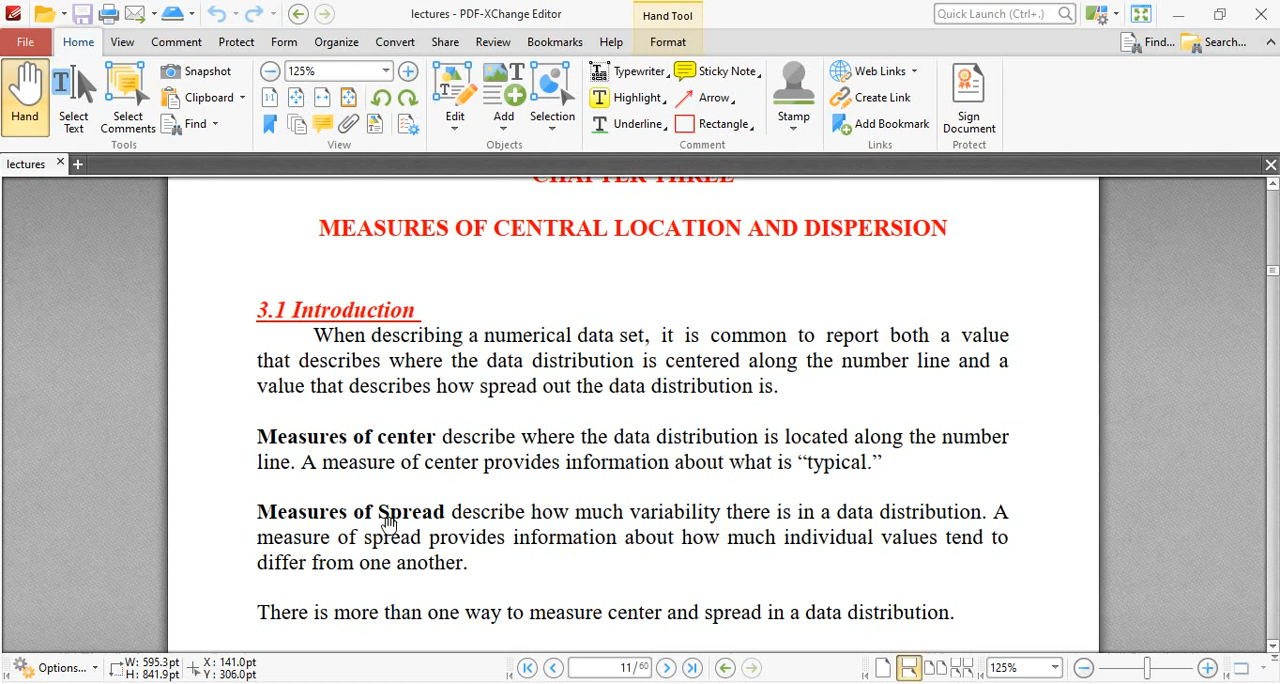 lectures - PDF-XChange Editor
Hand Tool
Quick Launch (Ctrl+.)
File Home View Comment Protect Form Organize Convert Share Review Bookmarks Help Format Find... Search...
Hand
Select Text
Select Comments
Snapshot
Clipboard
Find
Tools
125%
View
Edit
Add
Selection
Objects
Typewriter
Sticky Note
Highlight
Arrow
Underline
Rectangle
Comment
Stamp
Web Links
Create Link
Add Bookmark
Links
Sign Document
Protect
lectures
CHAPTER THREE
MEASURES OF CENTRAL LOCATION AND DISPERSION
3.1 Introduction
When describing a numerical data set, it is common to report both a value
that describes where the data distribution is centered along the number line and a
value that describes how spread out the data distribution is.
Measures of center describe where the data distribution is located along the number
line. A measure of center provides information about what is “typical.”
Measures of Spread describe how much variability there is in a data distribution. A
measure of spread provides information about how much individual values tend to
differ from one another.
There is more than one way to measure center and spread in a data distribution.
Options...
W: 595.3pt
H: 841.9pt
X: 141.0pt
Y: 306.0pt
11/60
125%